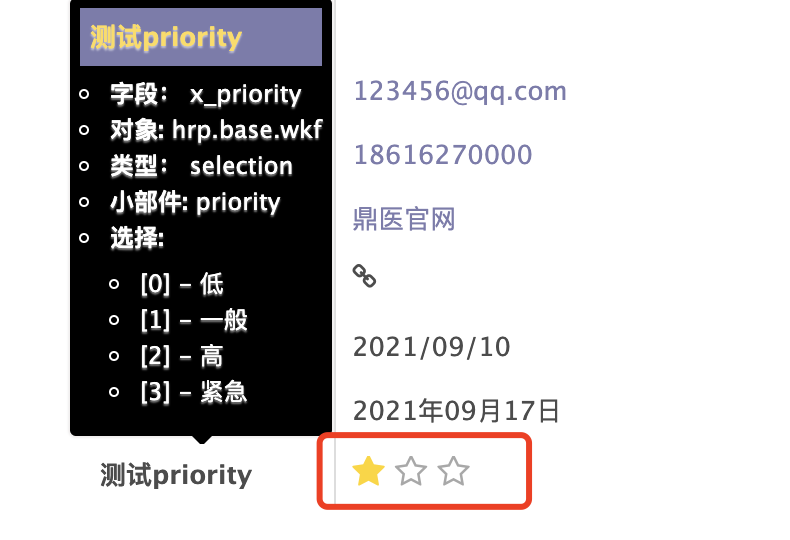 测试priority
字段： x_priority
对象: hrp.base.wkf
类型： selection
小部件: priority
选择:
[0] – 低
[1] – 一般
[2] – 高
[3] – 紧急
123456@qq.com
18616270000
鼎医官网
2021/09/10
2021年09月17日
测试priority